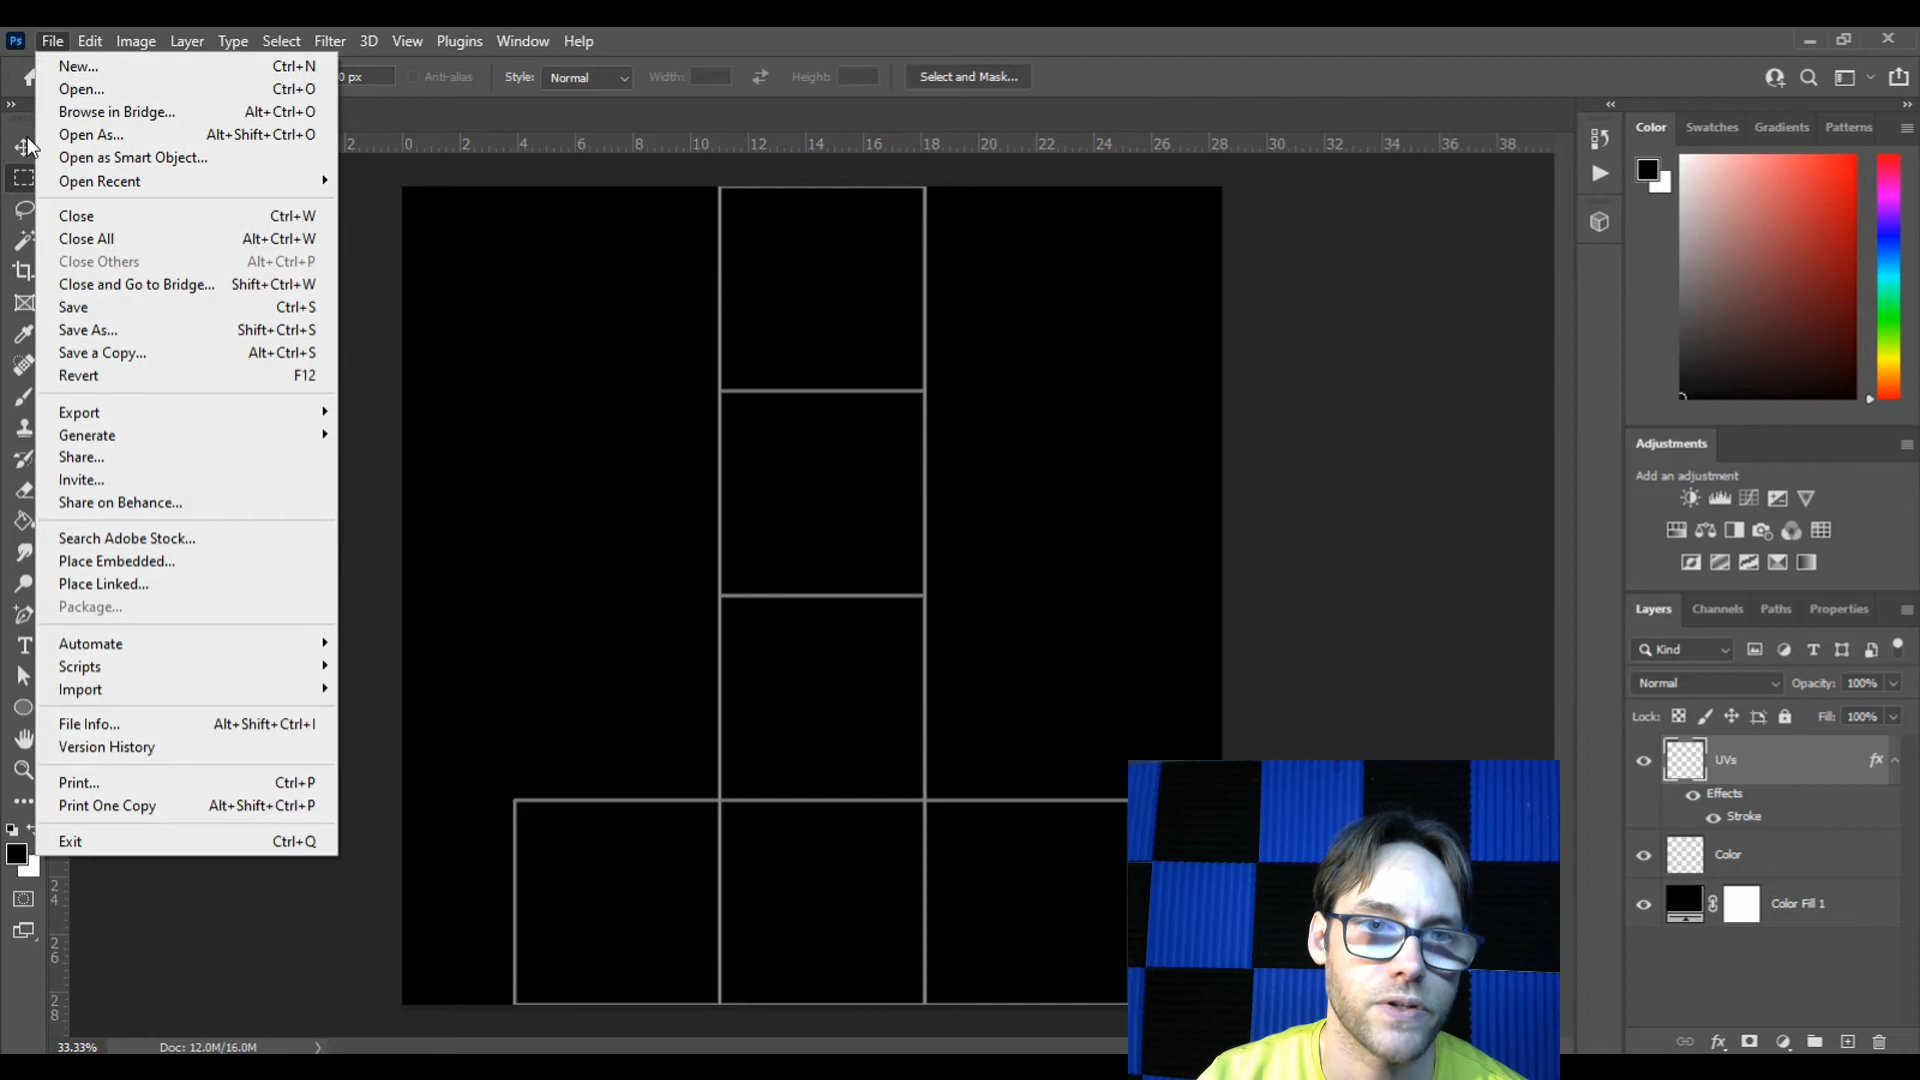 Ps File Edit Image Layer Type Select Filter 3D View Plugins Window Help
0 px Anti-alias Style: Normal Width: Height: Select and Mask...
New... Ctrl+N
Open... Ctrl+O
Browse in Bridge... Alt+Ctrl+O
Open As... Alt+Shift+Ctrl+O
Open as Smart Object...
Open Recent
Close Ctrl+W
Close All Alt+Ctrl+W
Close Others Alt+Ctrl+P
Close and Go to Bridge... Shift+Ctrl+W
Save Ctrl+S
Save As... Shift+Ctrl+S
Save a Copy... Alt+Ctrl+S
Revert F12
Export
Generate
Share...
Invite...
Share on Behance...
Search Adobe Stock...
Place Embedded...
Place Linked...
Package...
Automate
Scripts
Import
File Info... Alt+Shift+Ctrl+I
Version History
Print... Ctrl+P
Print One Copy Alt+Shift+Ctrl+P
Exit Ctrl+Q
2 0 2 4 6 8 10 12 14 16 18 20 22 24 26 28 30 32 34 36 38
24
26
28
33.33% Doc: 12.0M/16.0M
Color Swatches Gradients Patterns
Adjustments
Add an adjustment
Layers Channels Paths Properties
Kind
Normal Opacity: 100%
Lock: Fill: 100%
UVs fx
Effects
Stroke
Color
Color Fill 1
fx